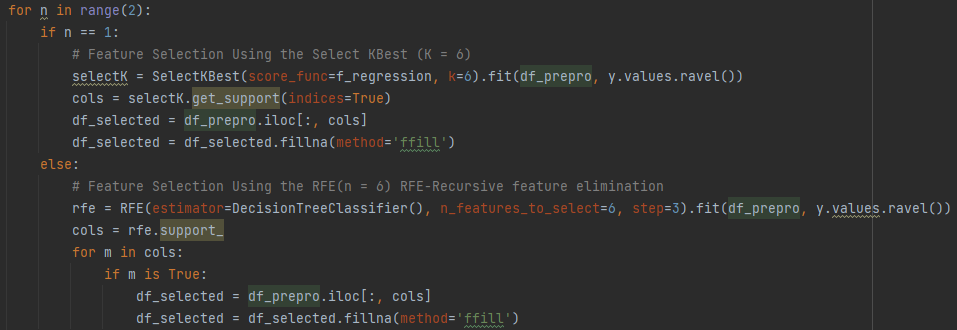 for n in range(2):
    if n == 1:
        # Feature Selection Using the Select KBest (K = 6)
        selectK = SelectKBest(score_func=f_regression, k=6).fit(df_prepro, y.values.ravel())
        cols = selectK.get_support(indices=True)
        df_selected = df_prepro.iloc[:, cols]
        df_selected = df_selected.fillna(method='ffill')
    else:
        # Feature Selection Using the RFE(n = 6) RFE-Recursive feature elimination
        rfe = RFE(estimator=DecisionTreeClassifier(), n_features_to_select=6, step=3).fit(df_prepro, y.values.ravel())
        cols = rfe.support_
        for m in cols:
            if m is True:
                df_selected = df_prepro.iloc[:, cols]
                df_selected = df_selected.fillna(method='ffill')